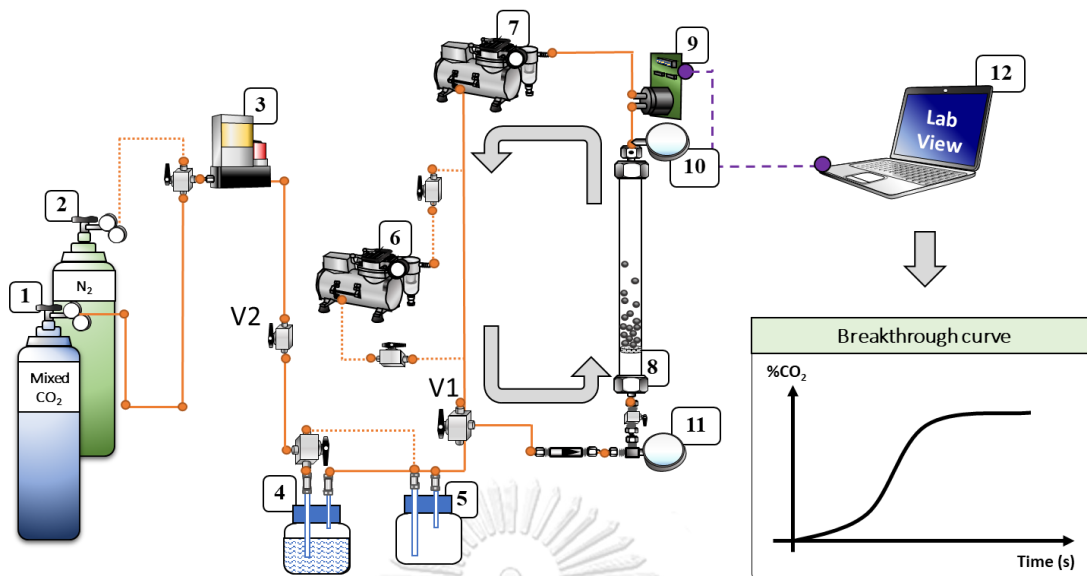 7
9
12
3
Lab
View
10
2
6
N2
1
V2
Breakthrough curve
Mixed
CO2
8
%CO2
V1
11
4
5
Time (s)